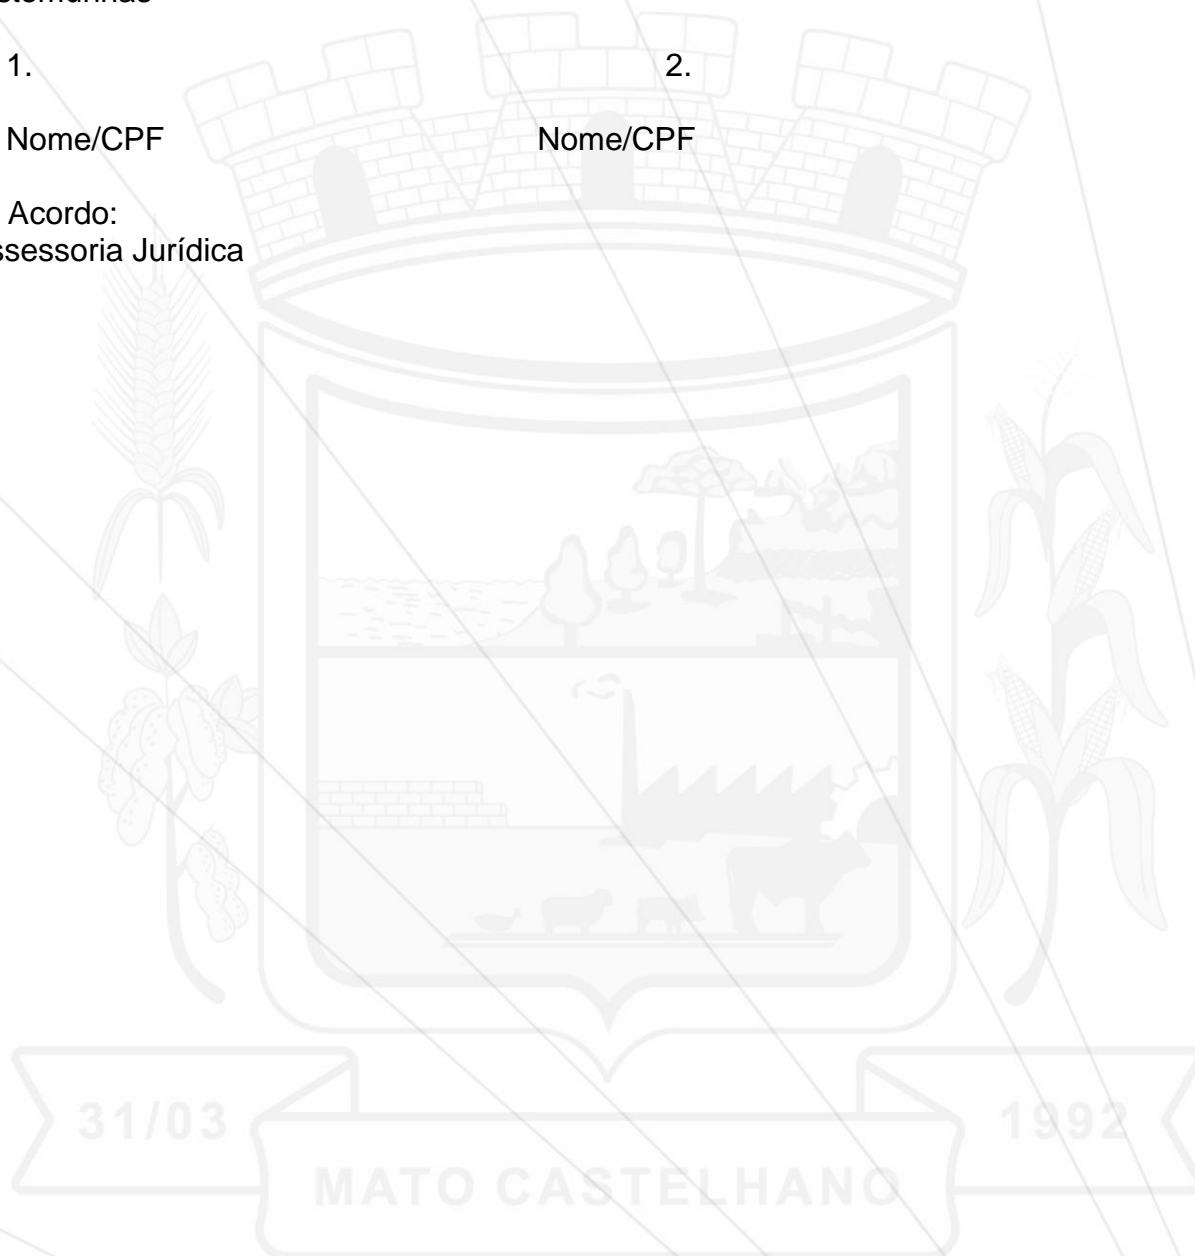 1. 2.
Nome/CPF Nome/CPF
Acordo:
ssessoria Jurídica
31/03 1992
MATO CASTELHANO